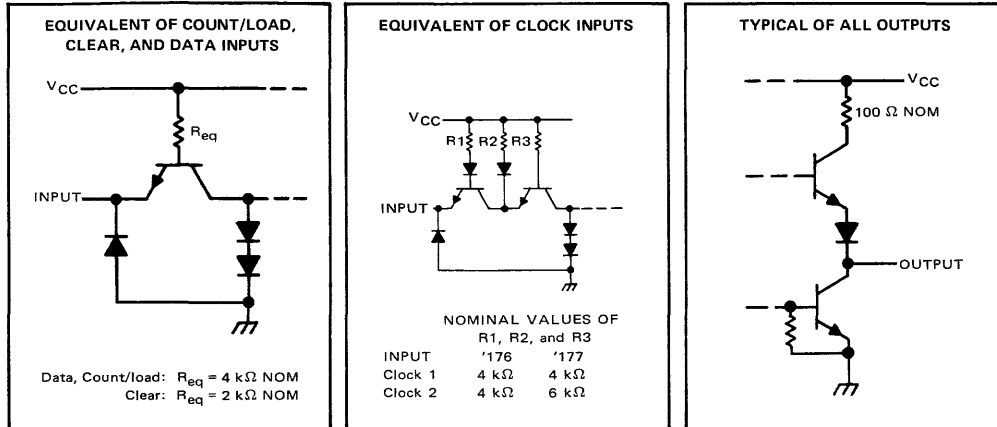 EQUIVALENT OF COUNT/LOAD,
CLEAR, AND DATA INPUTS
VCC
Req
INPUT
Data, Count/load: Req = 4 kΩ NOM
Clear: Req = 2 kΩ NOM
EQUIVALENT OF CLOCK INPUTS
VCC
R1 R2 R3
INPUT
NOMINAL VALUES OF
R1, R2, and R3
INPUT '176 '177
Clock 1 4 kΩ 4 kΩ
Clock 2 4 kΩ 6 kΩ
TYPICAL OF ALL OUTPUTS
VCC
100 Ω NOM
OUTPUT